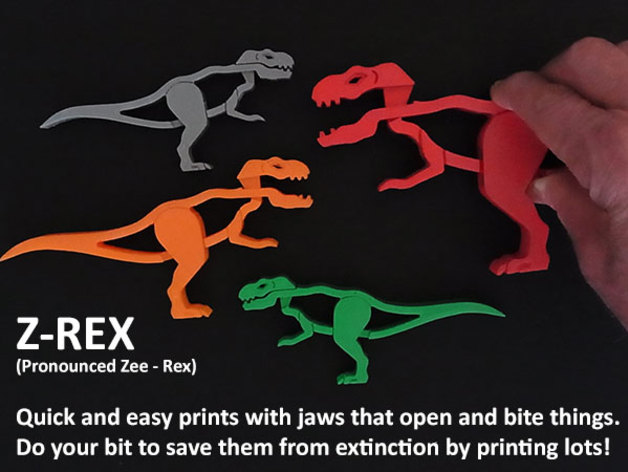 Z-REX
(Pronounced Zee - Rex)
Quick and easy prints with jaws that open and bite things.
Do your bit to save them from extinction by printing lots!